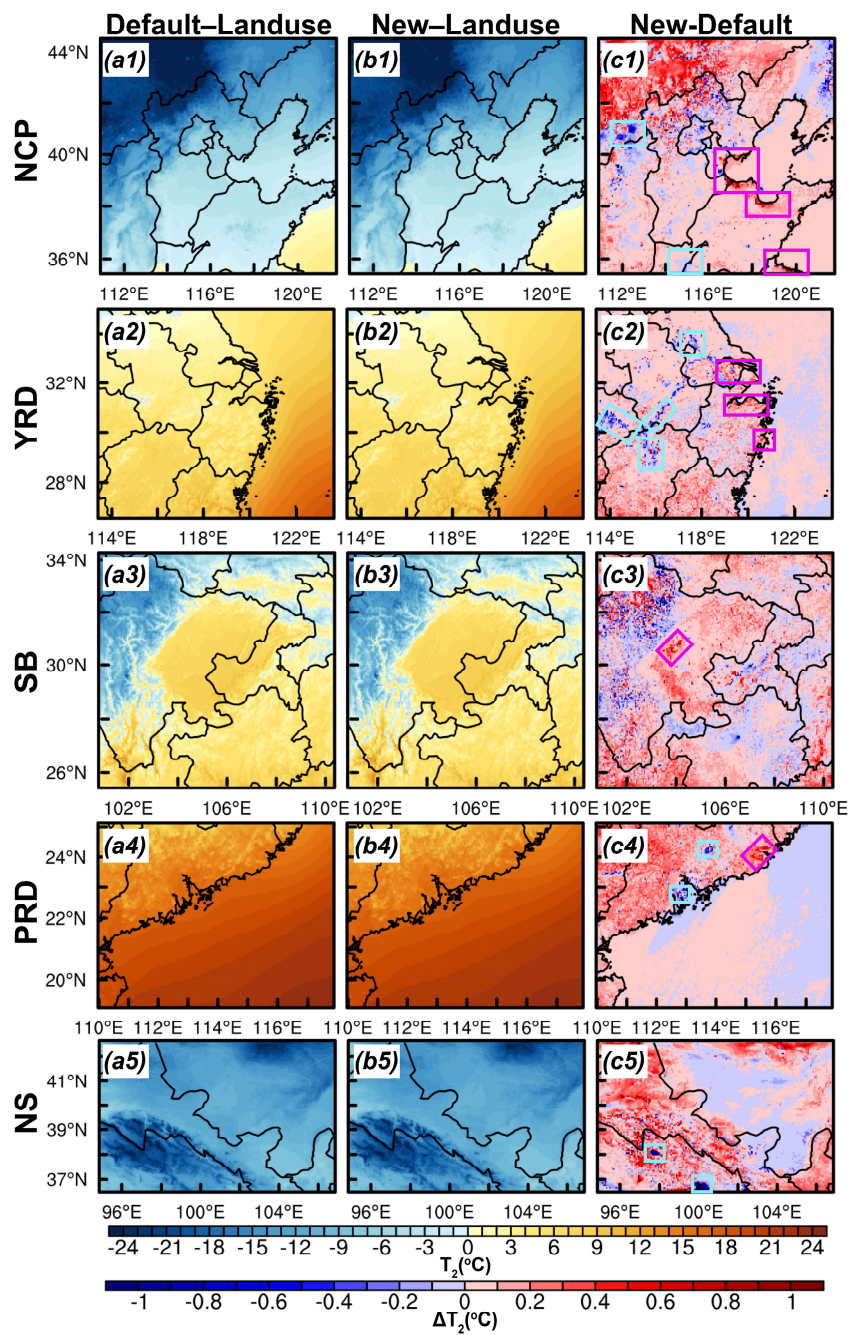 Default–Landuse New–Landuse New-Default
NCP
44°N
40°N
36°N
(a1) (b1) (c1)
112°E 116°E 120°E 112°E 116°E 120°E 112°E 116°E 120°E
YRD
32°N
28°N
(a2) (b2) (c2)
114°E 118°E 122°E 114°E 118°E 122°E 114°E 118°E 122°E
SB
34°N
30°N
26°N
(a3) (b3) (c3)
102°E 106°E 110°E 102°E 106°E 110°E 102°E 106°E 110°E
PRD
24°N
22°N
20°N
(a4) (b4) (c4)
110°E 112°E 114°E 116°E 110°E 112°E 114°E 116°E 110°E 112°E 114°E 116°E
NS
41°N
39°N
37°N
(a5) (b5) (c5)
96°E 100°E 104°E 96°E 100°E 104°E 96°E 100°E 104°E
-24 -21 -18 -15 -12 -9 -6 -3 0 3 6 9 12 15 18 21 24
T₂(°C)
-1 -0.8 -0.6 -0.4 -0.2 0 0.2 0.4 0.6 0.8 1
ΔT₂(°C)